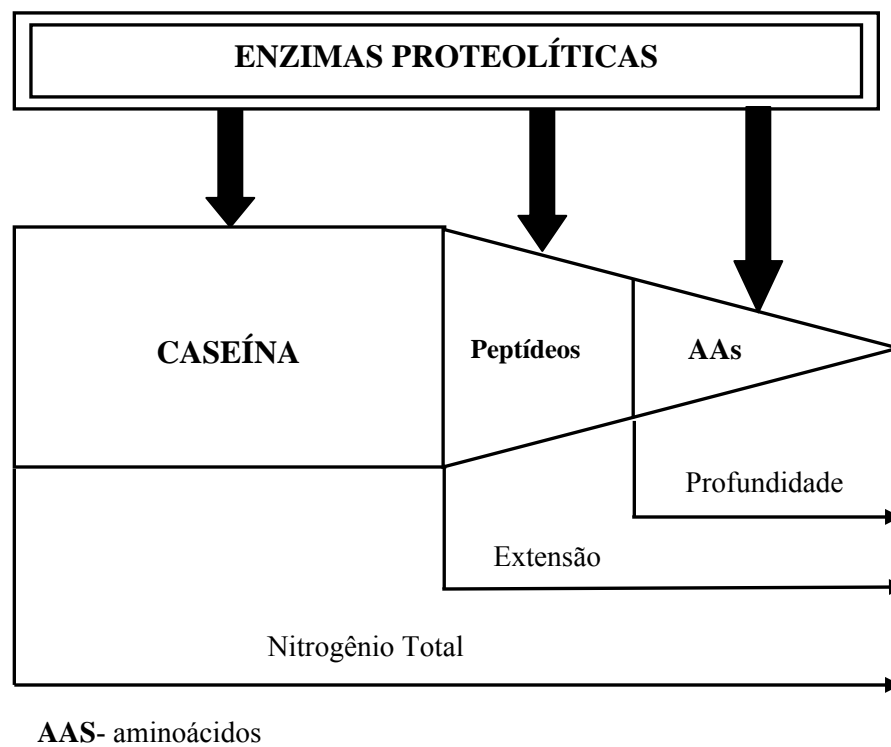 ENZIMAS PROTEOLÍTICAS
CASEÍNA
Peptídeos
AAs
Profundidade
Extensão
Nitrogênio Total
AAS- aminoácidos